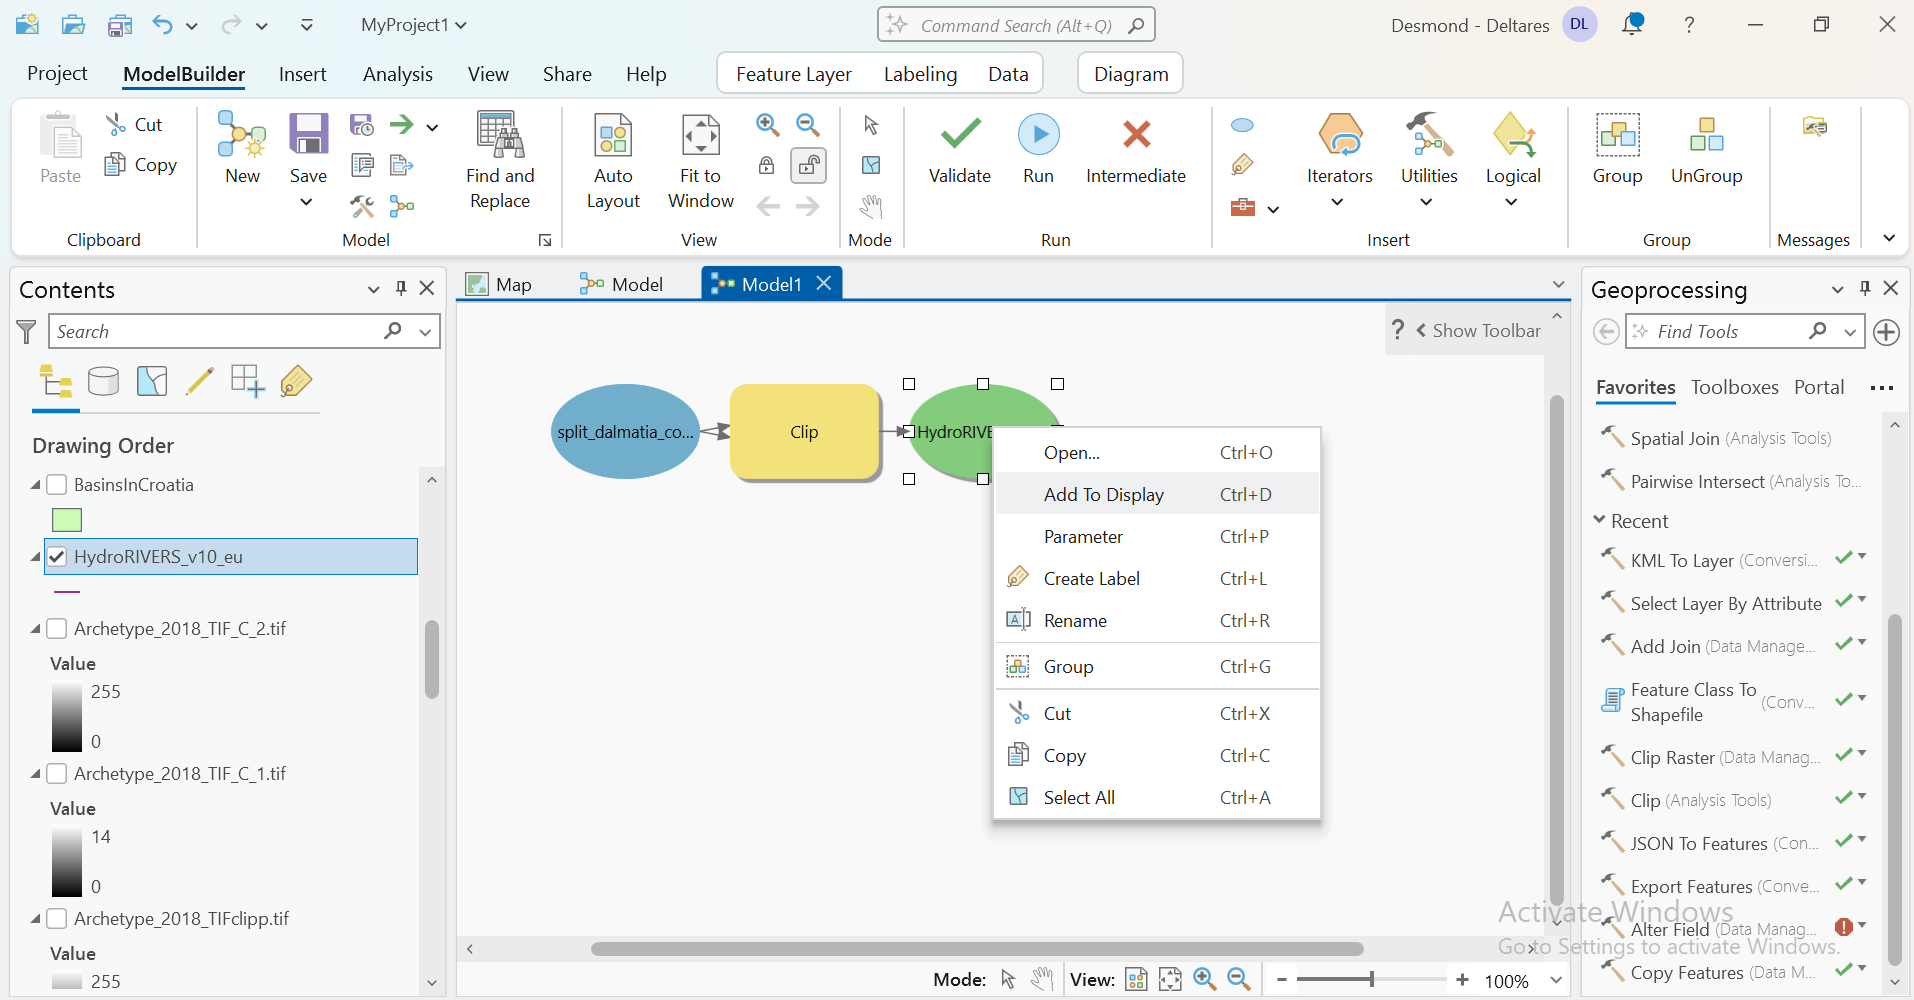 MyProject1
Command Search (Alt+Q)
Desmond - Deltares
DL
?
Project
ModelBuilder
Insert
Analysis
View
Share
Help
Feature Layer
Labeling
Data
Diagram
Paste
Cut
Copy
Clipboard
New
Save
Find and
Replace
Model
Auto
Layout
Fit to
Window
View
Mode
Validate
Run
Intermediate
Run
Iterators
Utilities
Logical
Insert
Group
UnGroup
Group
Messages
Contents
Search
Drawing Order
BasinsInCroatia
HydroRIVERS_v10_eu
Archetype_2018_TIF_C_2.tif
Value
255
0
Archetype_2018_TIF_C_1.tif
Value
14
0
Archetype_2018_TIFclipp.tif
Value
255
Map
Model
Model1
? Show Toolbar
split_dalmatia_co...
Clip
HydroRIVE
Open... Ctrl+O
Add To Display Ctrl+D
Parameter Ctrl+P
Create Label Ctrl+L
Rename Ctrl+R
Group Ctrl+G
Cut Ctrl+X
Copy Ctrl+C
Select All Ctrl+A
Mode:
View:
100%
Geoprocessing
Find Tools
Favorites
Toolboxes
Portal
Spatial Join (Analysis Tools)
Pairwise Intersect (Analysis To...
Recent
KML To Layer (Conversi...
Select Layer By Attribute
Add Join (Data Manage...
Feature Class To
Shapefile
(Conv...
Clip Raster (Data Manag...
Clip (Analysis Tools)
JSON To Features (Con...
Export Features (Conve...
Alter Field (Data Manag...
Copy Features (Data M...
Activate Windows
Go to Settings to activate Windows.